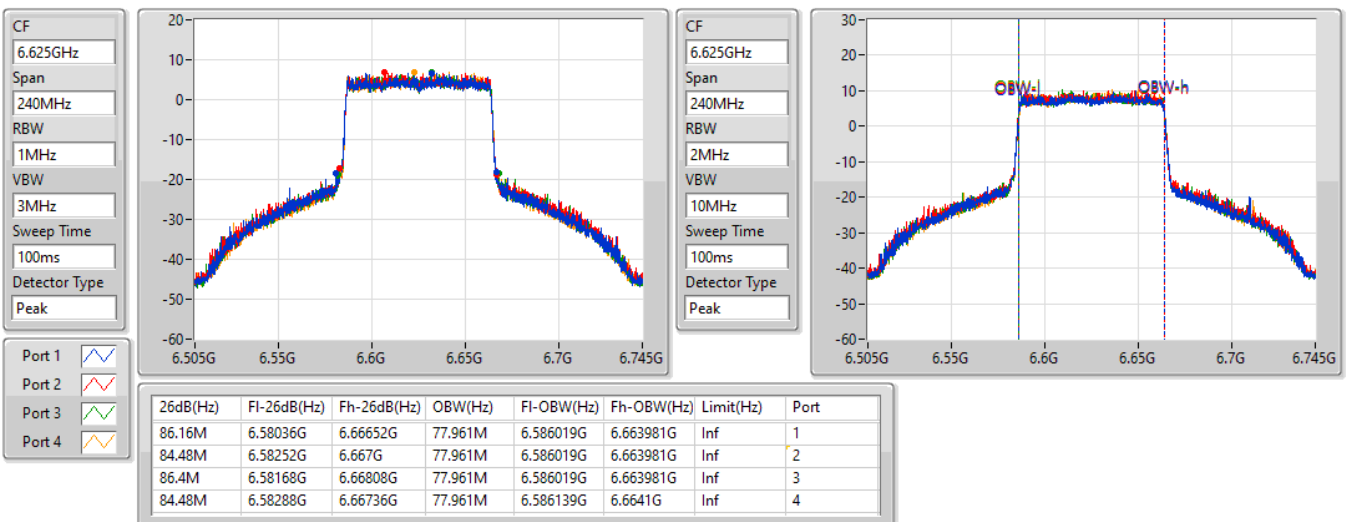 CF
6.625GHz
Span
240MHz
RBW
1MHz
VBW
3MHz
Sweep Time
100ms
Detector Type
Peak
20
10
0
-10
-20
-30
-40
-50
-60
6.505G 6.55G 6.6G 6.65G 6.7G 6.745G
CF
6.625GHz
Span
240MHz
RBW
2MHz
VBW
10MHz
Sweep Time
100ms
Detector Type
Peak
30
20
10
0
-10
-20
-30
-40
-50
-60
OBW-l OBW-h
6.505G 6.55G 6.6G 6.65G 6.7G 6.745G
Port 1
Port 2
Port 3
Port 4
26dB(Hz) Fl-26dB(Hz) Fh-26dB(Hz) OBW(Hz) Fl-OBW(Hz) Fh-OBW(Hz) Limit(Hz) Port
86.16M 6.58036G 6.66652G 77.961M 6.586019G 6.663981G Inf 1
84.48M 6.58252G 6.667G 77.961M 6.586019G 6.663981G Inf 2
86.4M 6.58168G 6.66808G 77.961M 6.586019G 6.663981G Inf 3
84.48M 6.58288G 6.66736G 77.961M 6.586139G 6.6641G Inf 4